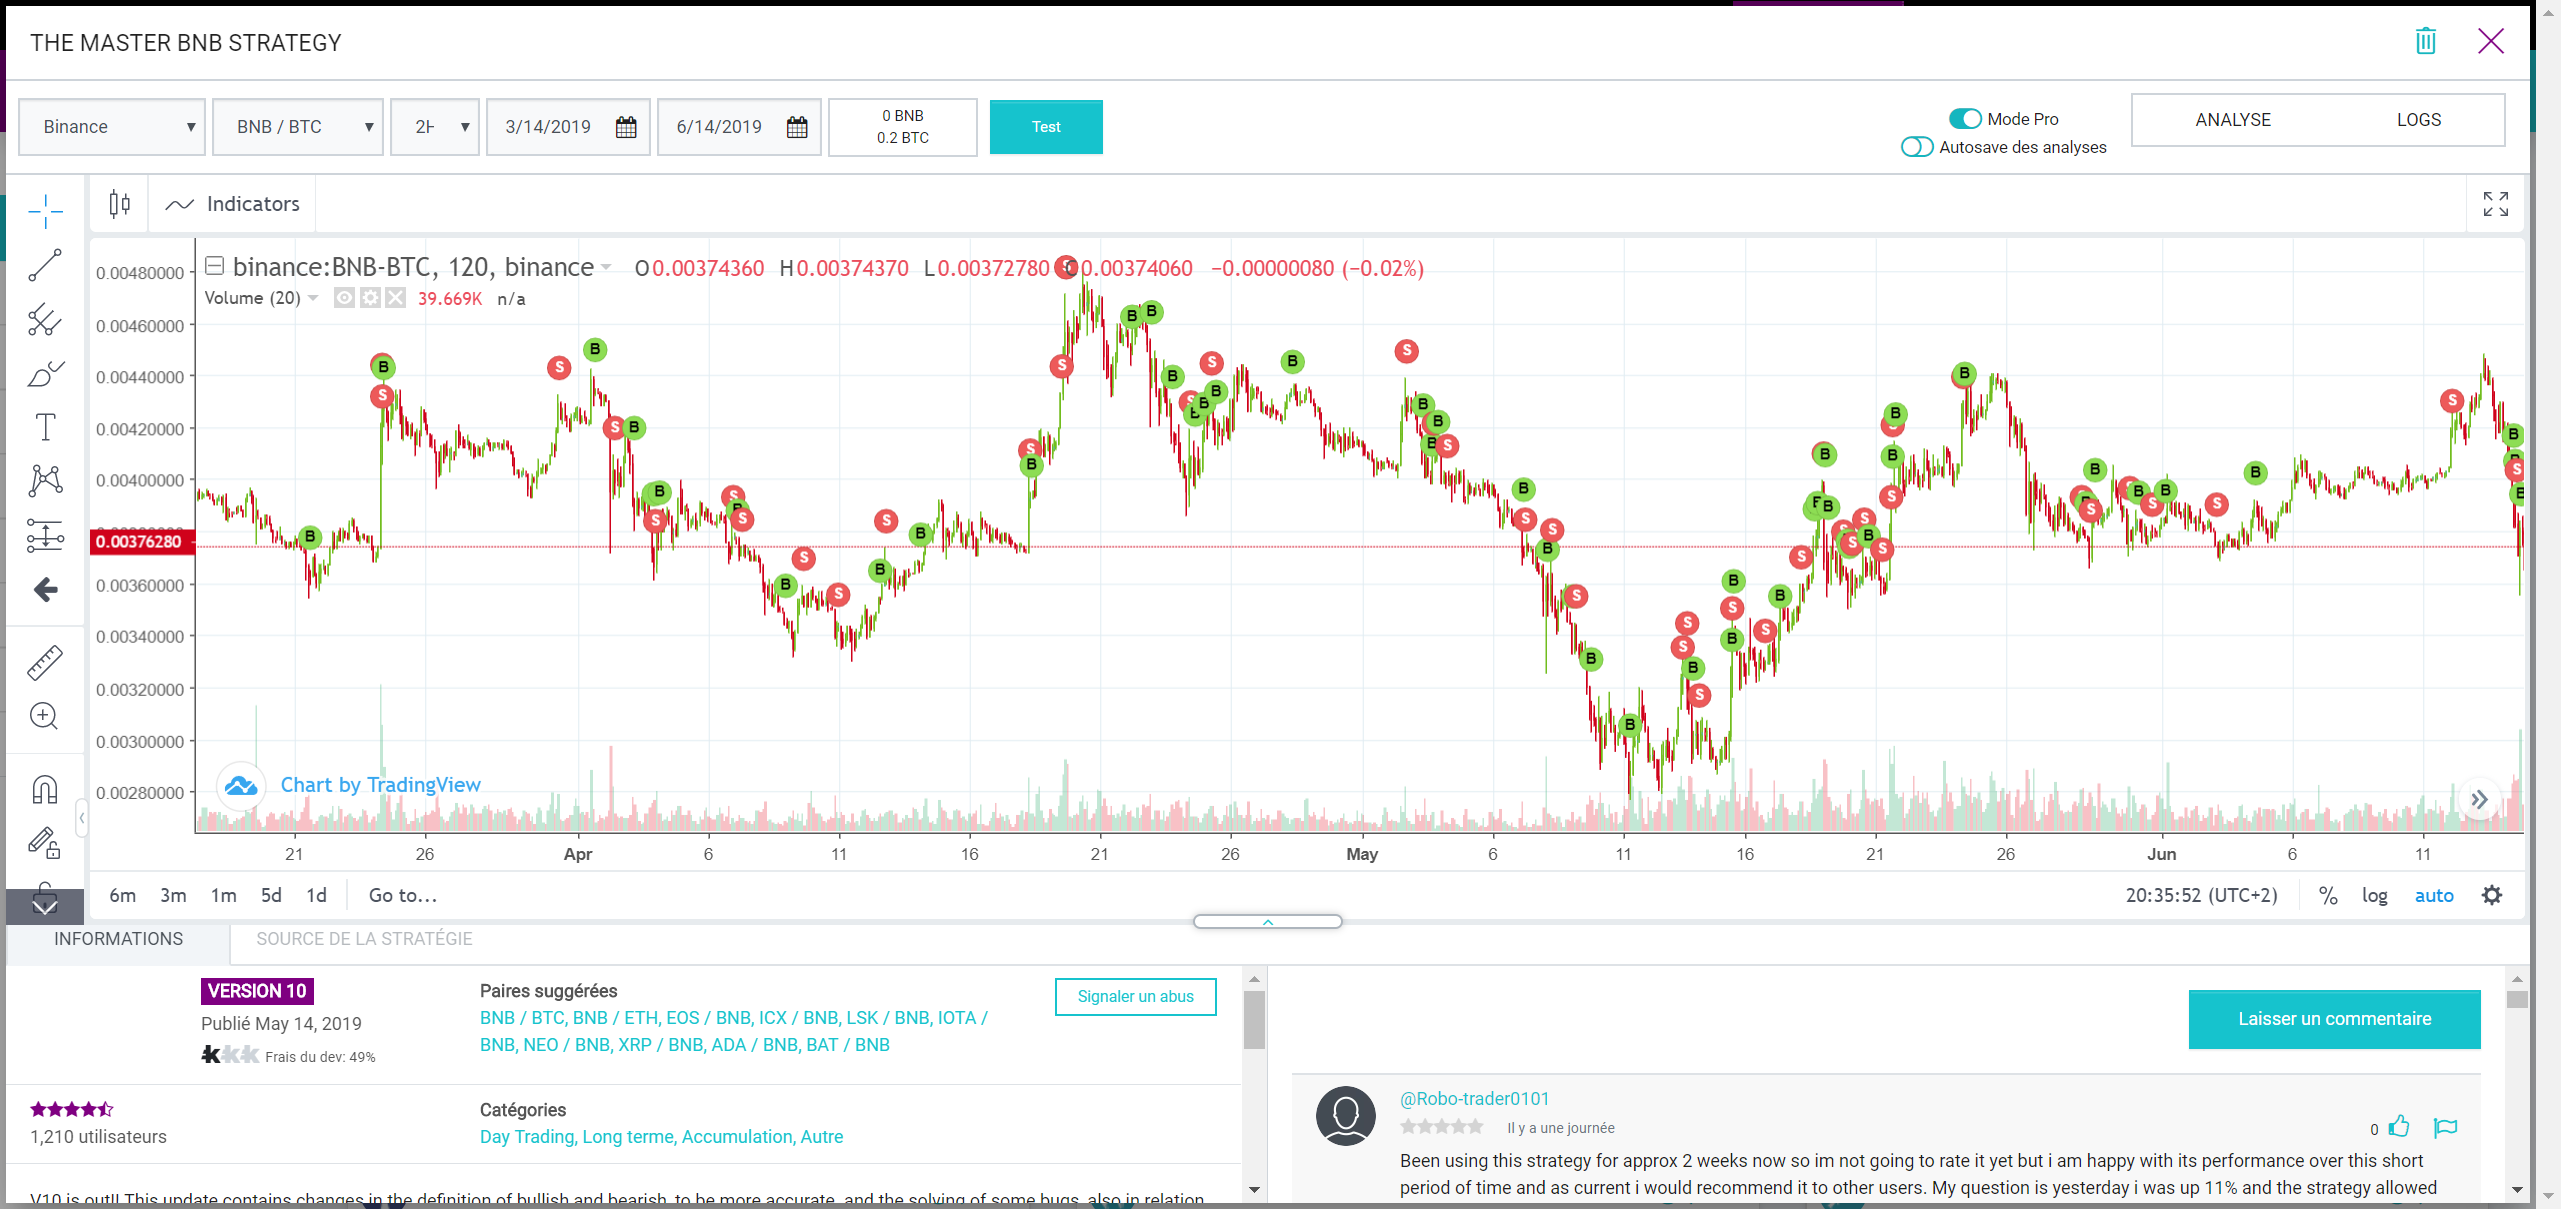 THE MASTER BNB STRATEGY
Binance
BNB / BTC
2H
3/14/2019
6/14/2019
0 BNB
0.2 BTC
Test
Mode Pro
Autosave des analyses
ANALYSE
LOGS
Indicators
binance:BNB-BTC, 120, binance
O0.00374360 H0.00374370 L0.00372780 C0.00374060 −0.00000080 (−0.02%)
Volume (20) 39.669K n/a
0.00480000
0.00460000
0.00440000
0.00420000
0.00400000
0.00376280
0.00360000
0.00340000
0.00320000
0.00300000
0.00280000
Chart by TradingView
21 26 Apr 6 11 16 21 26 May 6 11 16 21 26 Jun 6 11
6m 3m 1m 5d 1d Go to...
20:35:52 (UTC+2) % log auto
INFORMATIONS
SOURCE DE LA STRATÉGIE
VERSION 10
Publié May 14, 2019
Frais du dev: 49%
Paires suggérées
BNB / BTC, BNB / ETH, EOS / BNB, ICX / BNB, LSK / BNB, IOTA /
BNB, NEO / BNB, XRP / BNB, ADA / BNB, BAT / BNB
Signaler un abus
1,210 utilisateurs
Catégories
Day Trading, Long terme, Accumulation, Autre
V10 is out!! This update contains changes in the definition of bullish and bearish, to be more accurate, and the solving of some bugs, also in relation
Laisser un commentaire
@Robo-trader0101
Il y a une journée
0
Been using this strategy for approx 2 weeks now so im not going to rate it yet but i am happy with its performance over this short
period of time and as current i would recommend it to other users. My question is yesterday i was up 11% and the strategy allowed